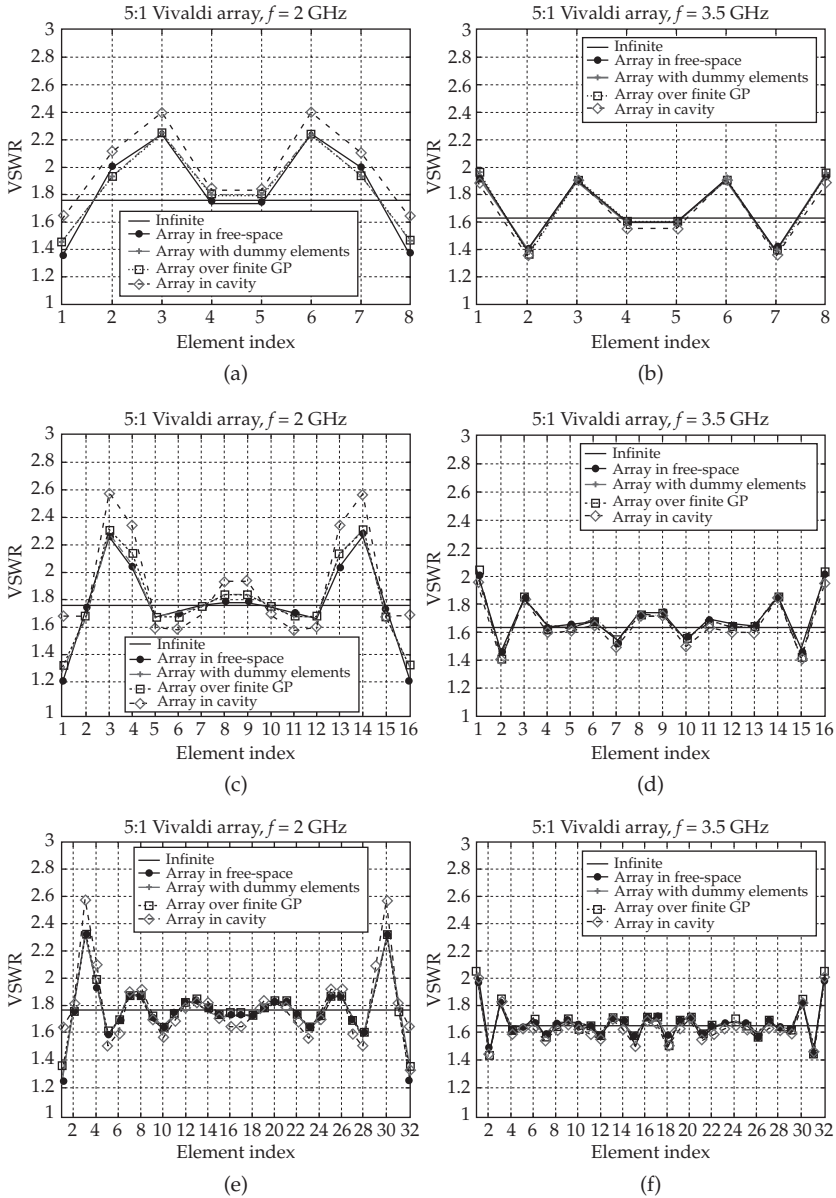 5:1 Vivaldi array, f = 2 GHz
VSWR
3
2.8
2.6
2.4
2.2
2
1.8
1.6
1.4
1.2
1
Infinite
Array in free-space
Array with dummy elements
Array over finite GP
Array in cavity
1 2 3 4 5 6 7 8
Element index
(a)
5:1 Vivaldi array, f = 3.5 GHz
VSWR
3
2.8
2.6
2.4
2.2
2
1.8
1.6
1.4
1.2
1
Infinite
Array in free-space
Array with dummy elements
Array over finite GP
Array in cavity
1 2 3 4 5 6 7 8
Element index
(b)
5:1 Vivaldi array, f = 2 GHz
VSWR
3
2.8
2.6
2.4
2.2
2
1.8
1.6
1.4
1.2
1
Infinite
Array in free-space
Array with dummy elements
Array over finite GP
Array in cavity
1 2 3 4 5 6 7 8 9 10 11 12 13 14 15 16
Element index
(c)
5:1 Vivaldi array, f = 3.5 GHz
VSWR
3
2.8
2.6
2.4
2.2
2
1.8
1.6
1.4
1.2
1
Infinite
Array in free-space
Array with dummy elements
Array over finite GP
Array in cavity
1 2 3 4 5 6 7 8 9 10 11 12 13 14 15 16
Element index
(d)
5:1 Vivaldi array, f = 2 GHz
VSWR
3
2.8
2.6
2.4
2.2
2
1.8
1.6
1.4
1.2
1
Infinite
Array in free-space
Array with dummy elements
Array over finite GP
Array in cavity
2 4 6 8 10 12 14 16 18 20 22 24 26 28 30 32
Element index
(e)
5:1 Vivaldi array, f = 3.5 GHz
VSWR
3
2.8
2.6
2.4
2.2
2
1.8
1.6
1.4
1.2
1
Infinite
Array in free-space
Array with dummy elements
Array over finite GP
Array in cavity
2 4 6 8 10 12 14 16 18 20 22 24 26 28 30 32
Element index
(f)